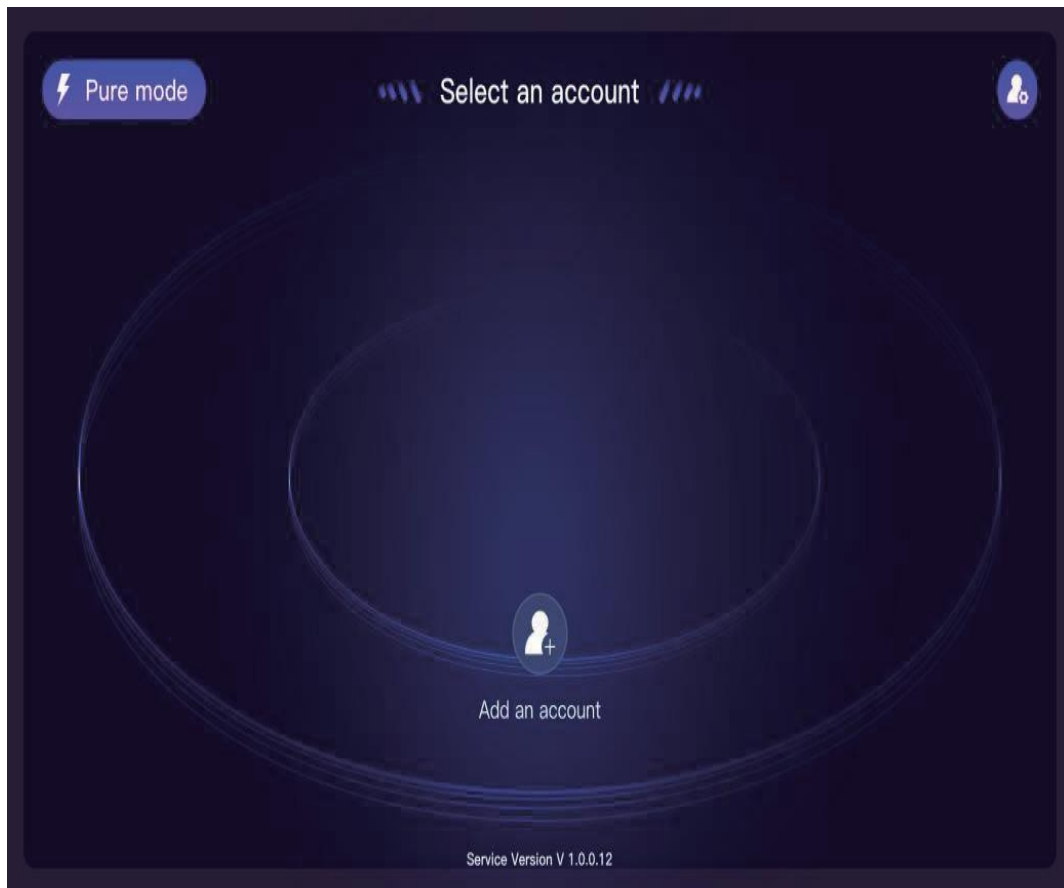 Pure mode
Select an account
Add an account
Service Version V 1.0.0.12